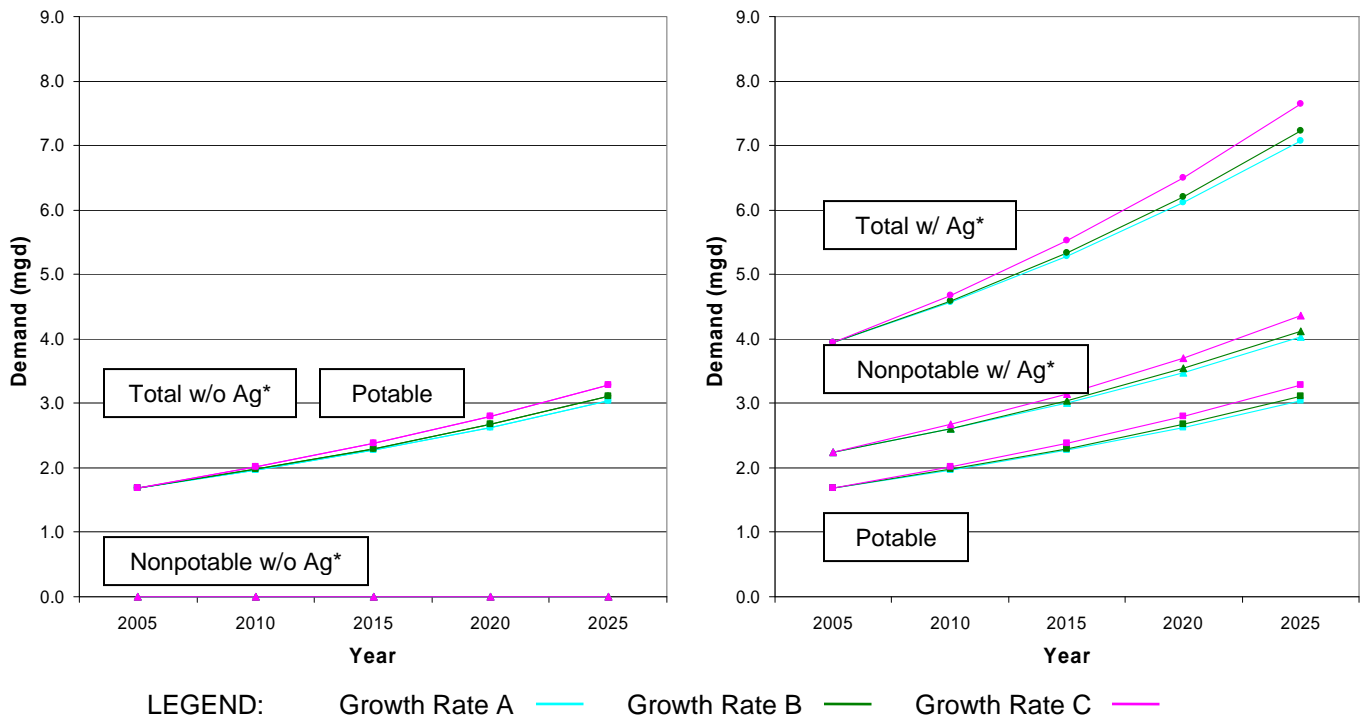 9.0
8.0
7.0
6.0
5.0
4.0
3.0
2.0
1.0
0.0
Demand (mgd)
Total w/o Ag*
Potable
Nonpotable w/o Ag*
2005 2010 2015 2020 2025
Year
9.0
8.0
7.0
6.0
5.0
4.0
3.0
2.0
1.0
0.0
Demand (mgd)
Total w/ Ag*
Nonpotable w/ Ag*
Potable
2005 2010 2015 2020 2025
Year
LEGEND: Growth Rate A Growth Rate B Growth Rate C